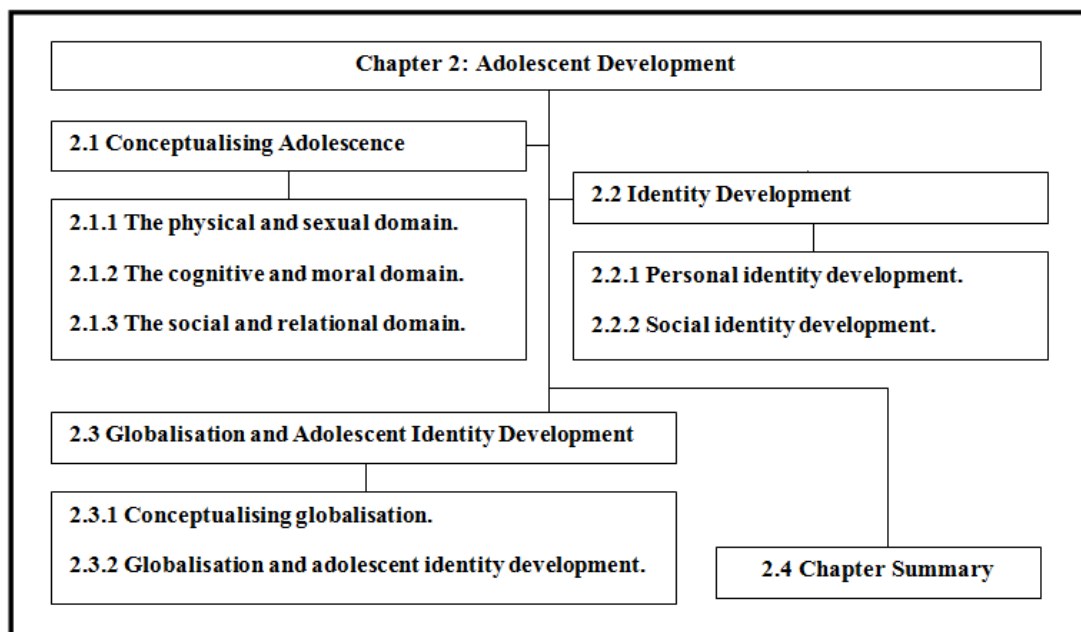 Chapter 2: Adolescent Development
2.1 Conceptualising Adolescence
2.1.1 The physical and sexual domain.
2.1.2 The cognitive and moral domain.
2.1.3 The social and relational domain.
2.2 Identity Development
2.2.1 Personal identity development.
2.2.2 Social identity development.
2.3 Globalisation and Adolescent Identity Development
2.3.1 Conceptualising globalisation.
2.3.2 Globalisation and adolescent identity development.
2.4 Chapter Summary